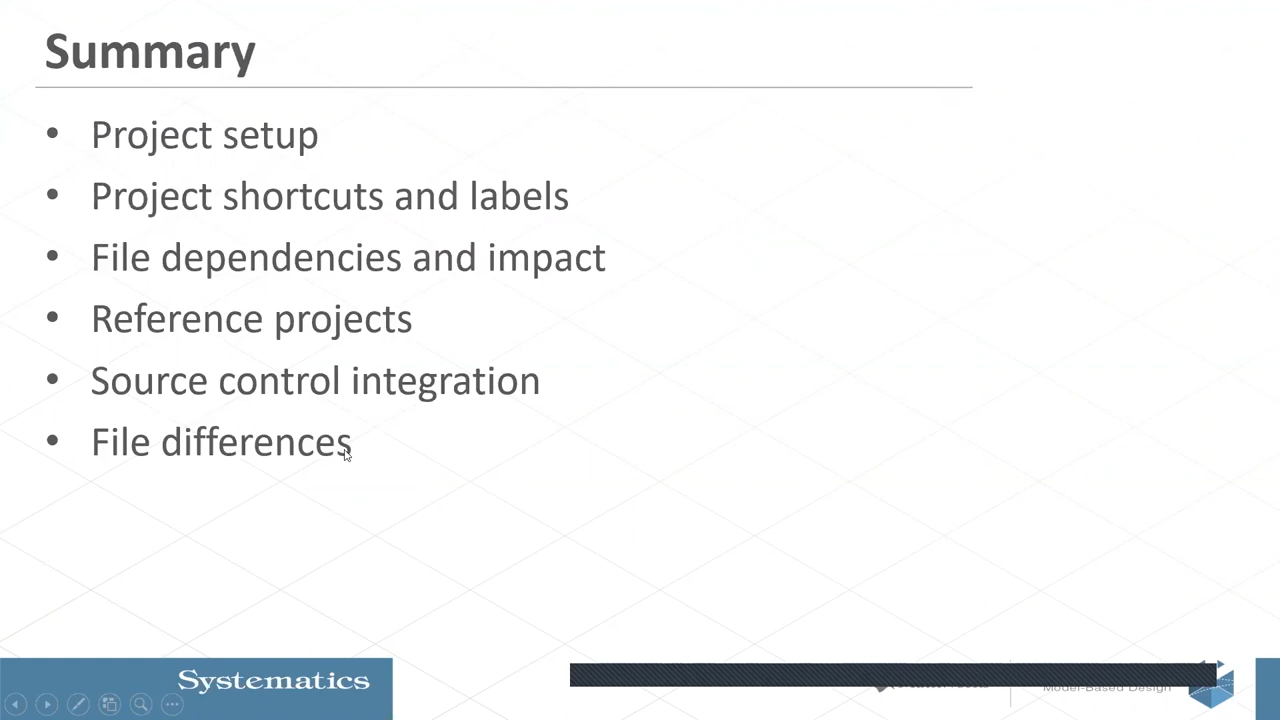 Summary
• Project setup
• Project shortcuts and labels
• File dependencies and impact
• Reference projects
• Source control integration
• File differences
Systematics
Model-Based Design